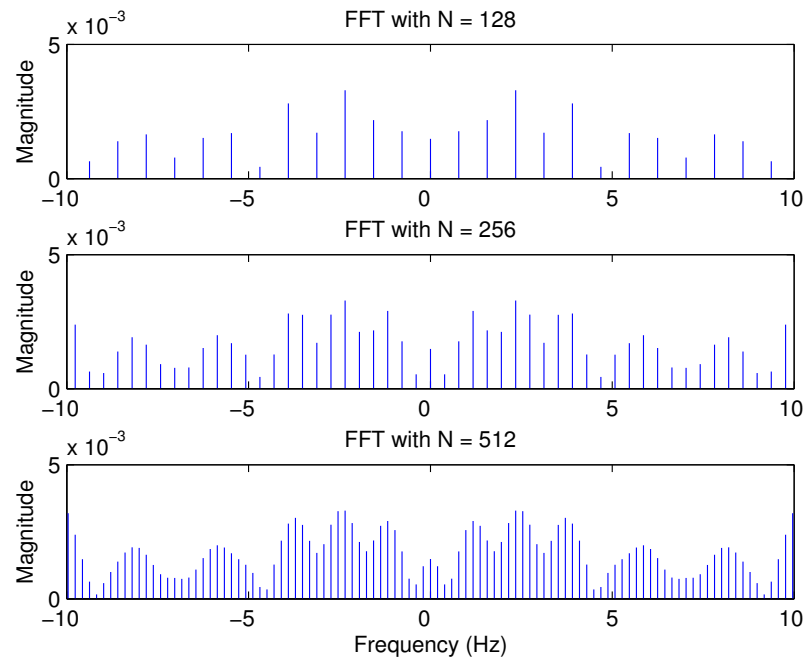 x 10⁻³
FFT with N = 128
5
Magnitude
0
−10 −5 0 5 10
x 10⁻³
FFT with N = 256
5
Magnitude
0
−10 −5 0 5 10
x 10⁻³
FFT with N = 512
5
Magnitude
0
−10 −5 0 5 10
Frequency (Hz)